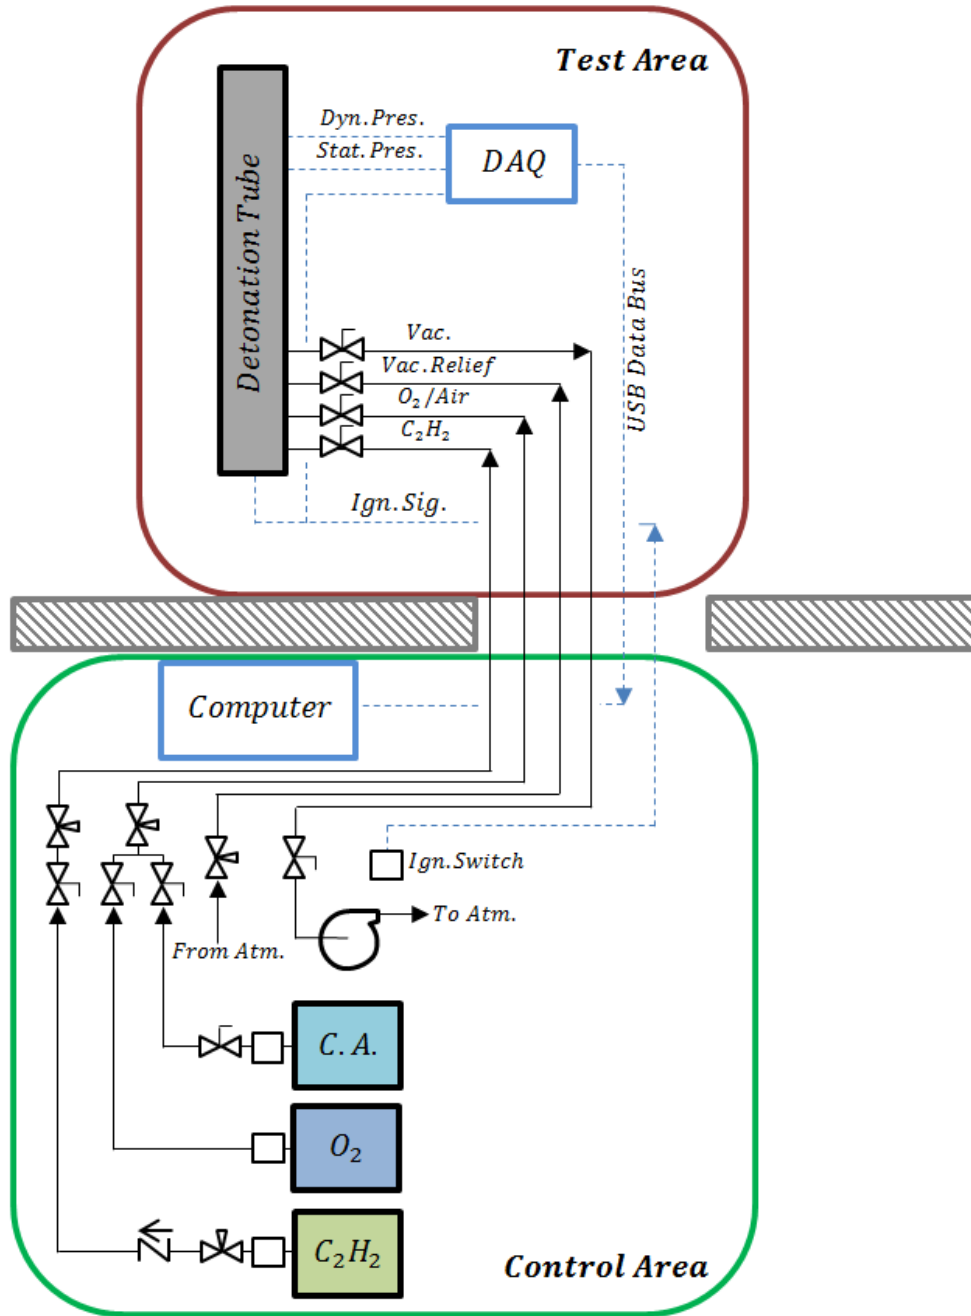 Test Area
Dyn.Pres.
Stat.Pres.
DAQ
Detonation Tube
USB Data Bus
Vac.
Vac.Relief
O₂/Air
C₂H₂
Ign.Sig.
Computer
Ign.Switch
To Atm.
From Atm.
C.A.
O₂
C₂H₂
Control Area